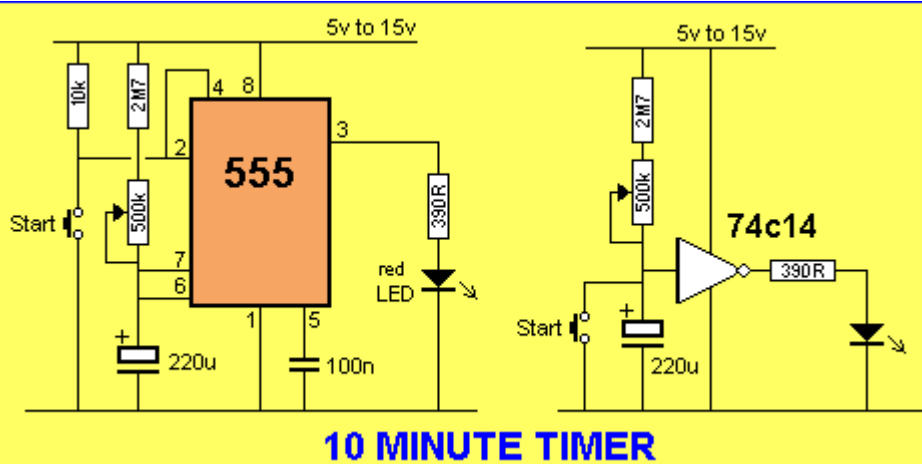 5v to 15v
10k
2M7
4
8
2
555
3
Start
500k
390R
7
6
red
LED
1
5
+
220u
100n
5v to 15v
2M7
500k
74c14
390R
Start
+
220u
10 MINUTE TIMER